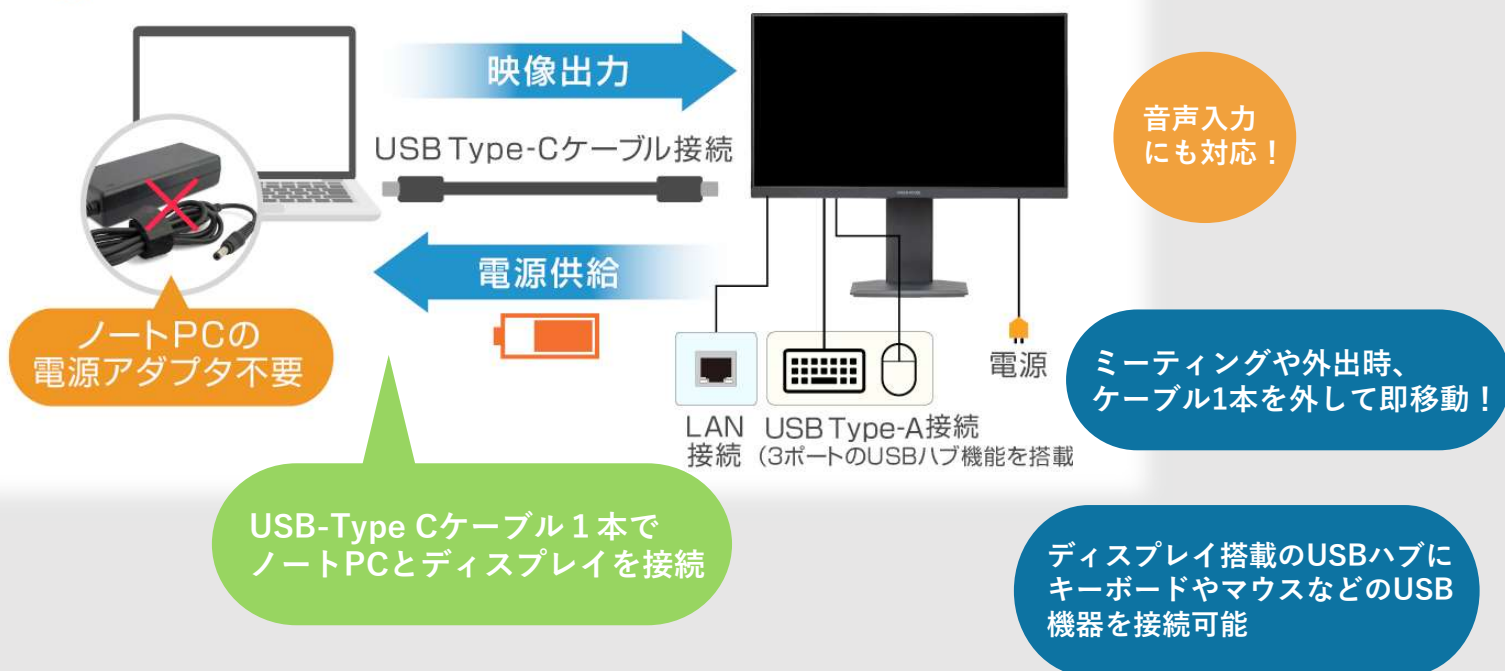 映像出力
USB Type-Cケーブル接続
電源供給
音声入力
にも対応！
ノートPCの
電源アダプタ不要
電源
ミーティングや外出時、
ケーブル1本を外して即移動！
LAN
接続
USB Type-A接続
(3ポートのUSBハブ機能を搭載
USB-Type Cケーブル１本で
ノートPCとディスプレイを接続
ディスプレイ搭載のUSBハブに
キーボードやマウスなどのUSB
機器を接続可能